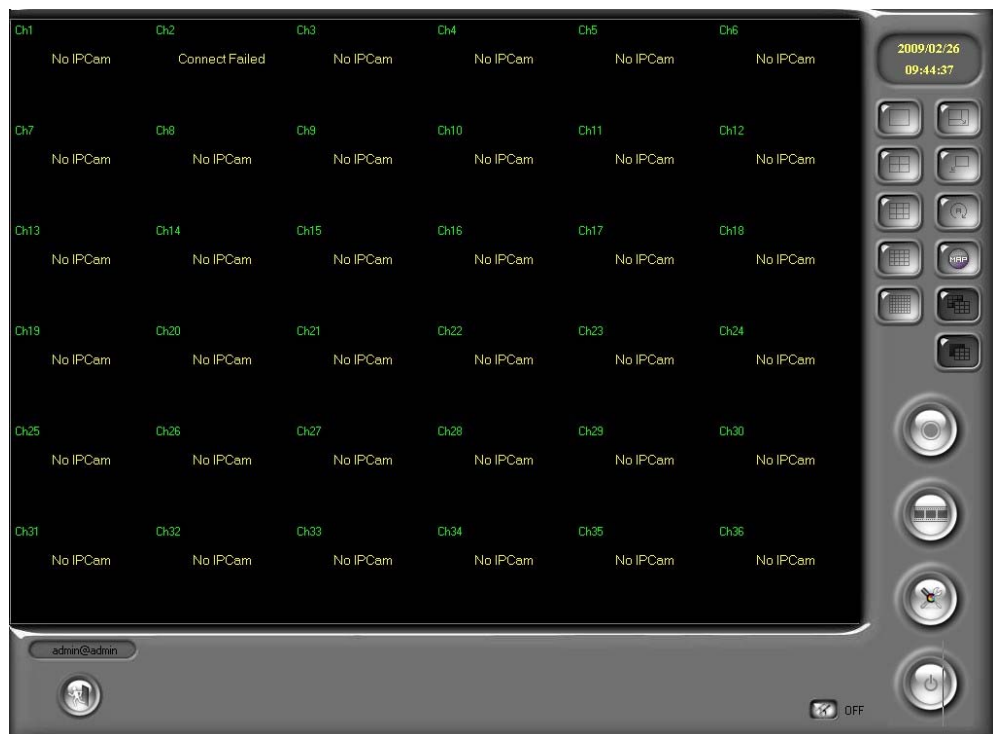 Ch1 Ch2 Ch3 Ch4 Ch5 Ch6
No IPCam Connect Failed No IPCam No IPCam No IPCam No IPCam
Ch7 Ch8 Ch9 Ch10 Ch11 Ch12
No IPCam No IPCam No IPCam No IPCam No IPCam No IPCam
Ch13 Ch14 Ch15 Ch16 Ch17 Ch18
No IPCam No IPCam No IPCam No IPCam No IPCam No IPCam
Ch19 Ch20 Ch21 Ch22 Ch23 Ch24
No IPCam No IPCam No IPCam No IPCam No IPCam No IPCam
Ch25 Ch26 Ch27 Ch28 Ch29 Ch30
No IPCam No IPCam No IPCam No IPCam No IPCam No IPCam
Ch31 Ch32 Ch33 Ch34 Ch35 Ch36
No IPCam No IPCam No IPCam No IPCam No IPCam No IPCam
2009/02/26
09:44:37
MAP
admin@admin
OFF